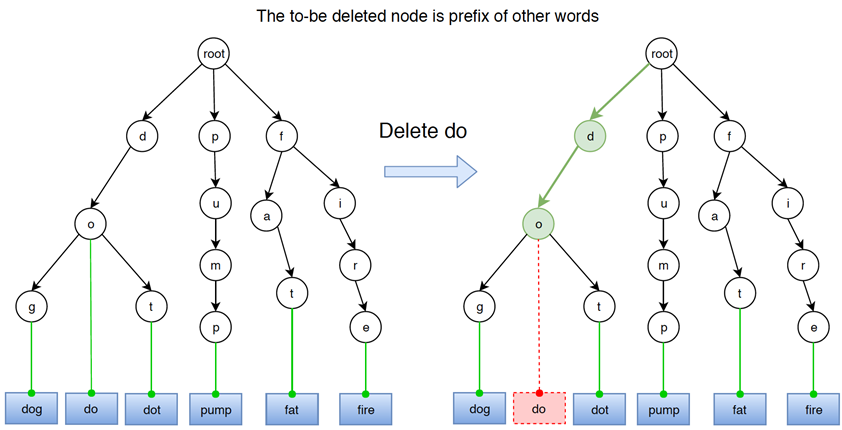 The to-be deleted node is prefix of other words
root
d
p
f
o
u
a
i
m
r
g
t
p
t
e
dog
do
dot
pump
fat
fire
Delete do
root
d
p
f
o
u
a
i
m
r
g
t
p
t
e
dog
do
dot
pump
fat
fire